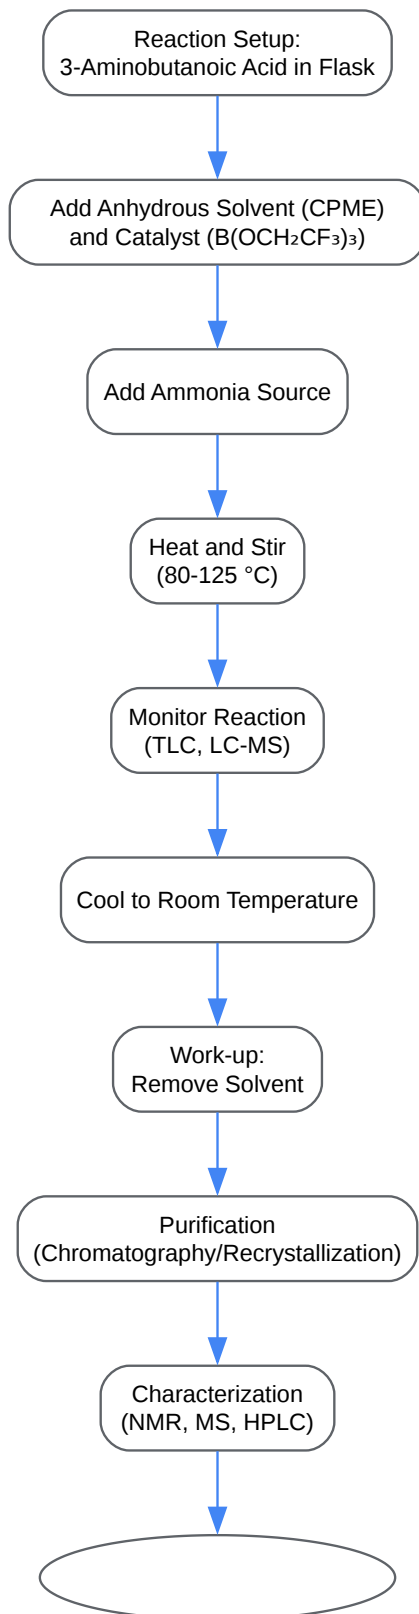 Reaction Setup:
3-Aminobutanoic Acid in Flask
Add Anhydrous Solvent (CPME)
and Catalyst (B(OCH₂CF₃)₃)
Add Ammonia Source
Heat and Stir
(80-125 °C)
Monitor Reaction
(TLC, LC-MS)
Cool to Room Temperature
Work-up:
Remove Solvent
Purification
(Chromatography/Recrystallization)
Characterization
(NMR, MS, HPLC)